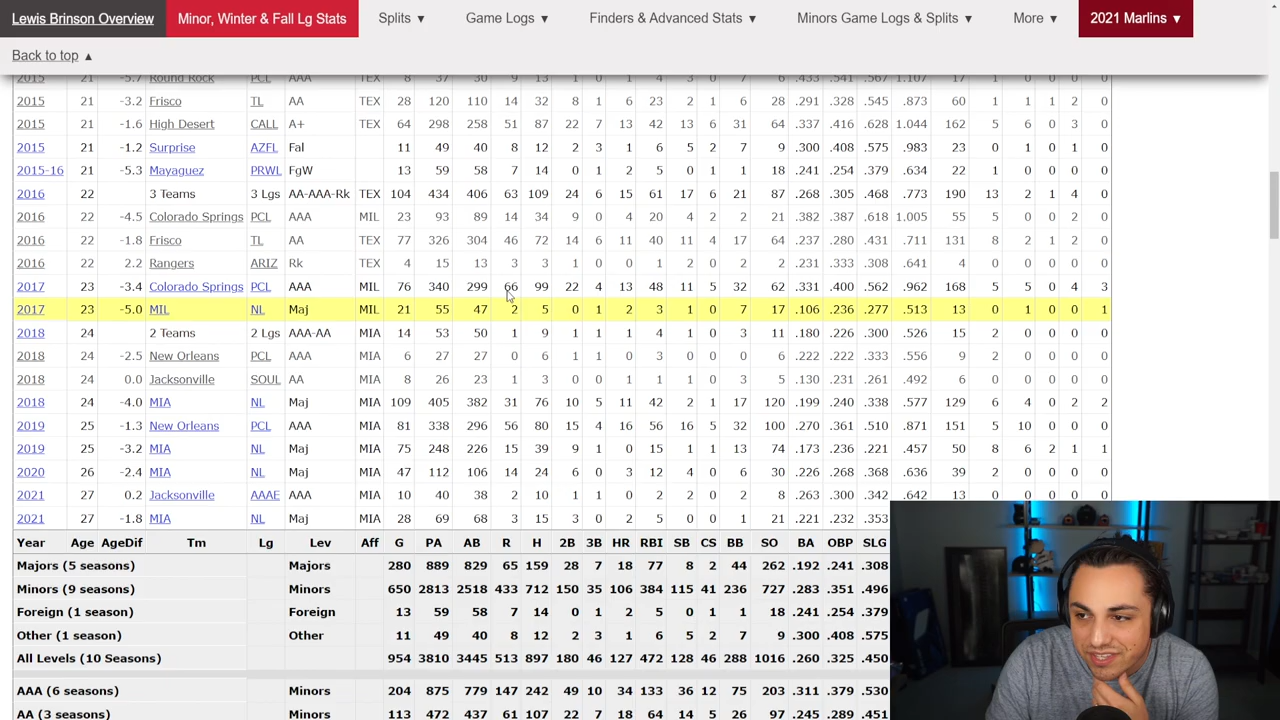 Lewis Brinson Overview Minor, Winter & Fall Lg Stats Splits ▼ Game Logs ▼ Finders & Advanced Stats ▼ Minors Game Logs & Splits ▼ More ▼ 2021 Marlins ▼
Back to top ▲
2015 21 -5.7 Round Rock PCL AAA TEX 8 37 30 9 13 1 0 1 4 3 0 7 6 .433 .541 .567 1.107 17 1 0 0 0 0
2015 21 -3.2 Frisco TL AA TEX 28 120 110 14 32 8 1 6 23 2 1 6 28 .291 .328 .545 .873 60 1 1 1 2 0
2015 21 -1.6 High Desert CALL A+ TEX 64 298 258 51 87 22 7 13 42 13 6 31 64 .337 .416 .628 1.044 162 5 6 0 3 0
2015 21 -1.2 Surprise AZFL Fal 11 49 40 8 12 2 3 1 6 5 2 7 9 .300 .408 .575 .983 23 0 1 0 1 0
2015-16 21 -5.3 Mayaguez PRWL FgW 13 59 58 7 14 0 1 2 5 0 1 1 18 .241 .254 .379 .634 22 1 0 0 0 0
2016 22 3 Teams 3 Lgs AA-AAA-Rk TEX 104 434 406 63 109 24 6 15 61 17 6 21 87 .268 .305 .468 .773 190 13 2 1 4 0
2016 22 -4.5 Colorado Springs PCL AAA MIL 23 93 89 14 34 9 0 4 20 4 2 2 21 .382 .387 .618 1.005 55 5 0 0 2 0
2016 22 -1.8 Frisco TL AA TEX 77 326 304 46 72 14 6 11 40 11 4 17 64 .237 .280 .431 .711 131 8 2 1 2 0
2016 22 2.2 Rangers ARIZ Rk TEX 4 15 13 3 3 1 0 0 1 2 0 2 2 .231 .333 .308 .641 4 0 0 0 0 0
2017 23 -3.4 Colorado Springs PCL AAA MIL 76 340 299 66 99 22 4 13 48 11 5 32 62 .331 .400 .562 .962 168 5 5 0 4 3
2017 23 -5.0 MIL NL Maj MIL 21 55 47 2 5 0 1 2 3 1 0 7 17 .106 .236 .277 .513 13 0 1 0 0 1
2018 24 2 Teams 2 Lgs AAA-AA MIA 14 53 50 1 9 1 1 1 4 1 0 3 11 .180 .226 .300 .526 15 2 0 0 0 0
2018 24 -2.5 New Orleans PCL AAA MIA 6 27 27 0 6 1 1 0 3 0 0 0 6 .222 .222 .333 .556 9 2 0 0 0 0
2018 24 0.0 Jacksonville SOUL AA MIA 8 26 23 1 3 0 0 1 1 1 0 3 5 .130 .231 .261 .492 6 0 0 0 0 0
2018 24 -4.0 MIA NL Maj MIA 109 405 382 31 76 10 5 11 42 2 1 17 120 .199 .240 .338 .577 129 6 4 0 2 2
2019 25 -1.3 New Orleans PCL AAA MIA 81 338 296 56 80 15 4 16 56 16 5 32 100 .270 .361 .510 .871 151 5 10 0 0 0
2019 25 -3.2 MIA NL Maj MIA 75 248 226 15 39 9 1 0 15 1 1 13 74 .173 .236 .221 .457 50 8 6 2 1 1
2020 26 -2.4 MIA NL Maj MIA 47 112 106 14 24 6 0 3 12 4 0 6 30 .226 .268 .368 .636 39 2 0 0 0 0
2021 27 0.2 Jacksonville AAAE AAA MIA 10 40 38 2 10 1 1 0 2 2 0 2 8 .263 .300 .342 .642 13 0 0 0 0 0
2021 27 -1.8 MIA NL Maj MIA 28 69 68 3 15 3 0 2 5 0 0 1 21 .221 .232 .353
Year Age AgeDif Tm Lg Lev Aff G PA AB R H 2B 3B HR RBI SB CS BB SO BA OBP SLG
Majors (5 seasons) Majors 280 889 829 65 159 28 7 18 77 8 2 44 262 .192 .241 .308
Minors (9 seasons) Minors 650 2813 2518 433 712 150 35 106 384 115 41 236 727 .283 .351 .496
Foreign (1 season) Foreign 13 59 58 7 14 0 1 2 5 0 1 1 18 .241 .254 .379
Other (1 season) Other 11 49 40 8 12 2 3 1 6 5 2 7 9 .300 .408 .575
All Levels (10 Seasons) 954 3810 3445 513 897 180 46 127 472 128 46 288 1016 .260 .325 .450
AAA (6 seasons) Minors 204 875 779 147 242 49 10 34 133 36 12 75 203 .311 .379 .530
AA (3 seasons) Minors 113 472 437 61 107 22 7 18 64 14 5 26 97 .245 .289 .451